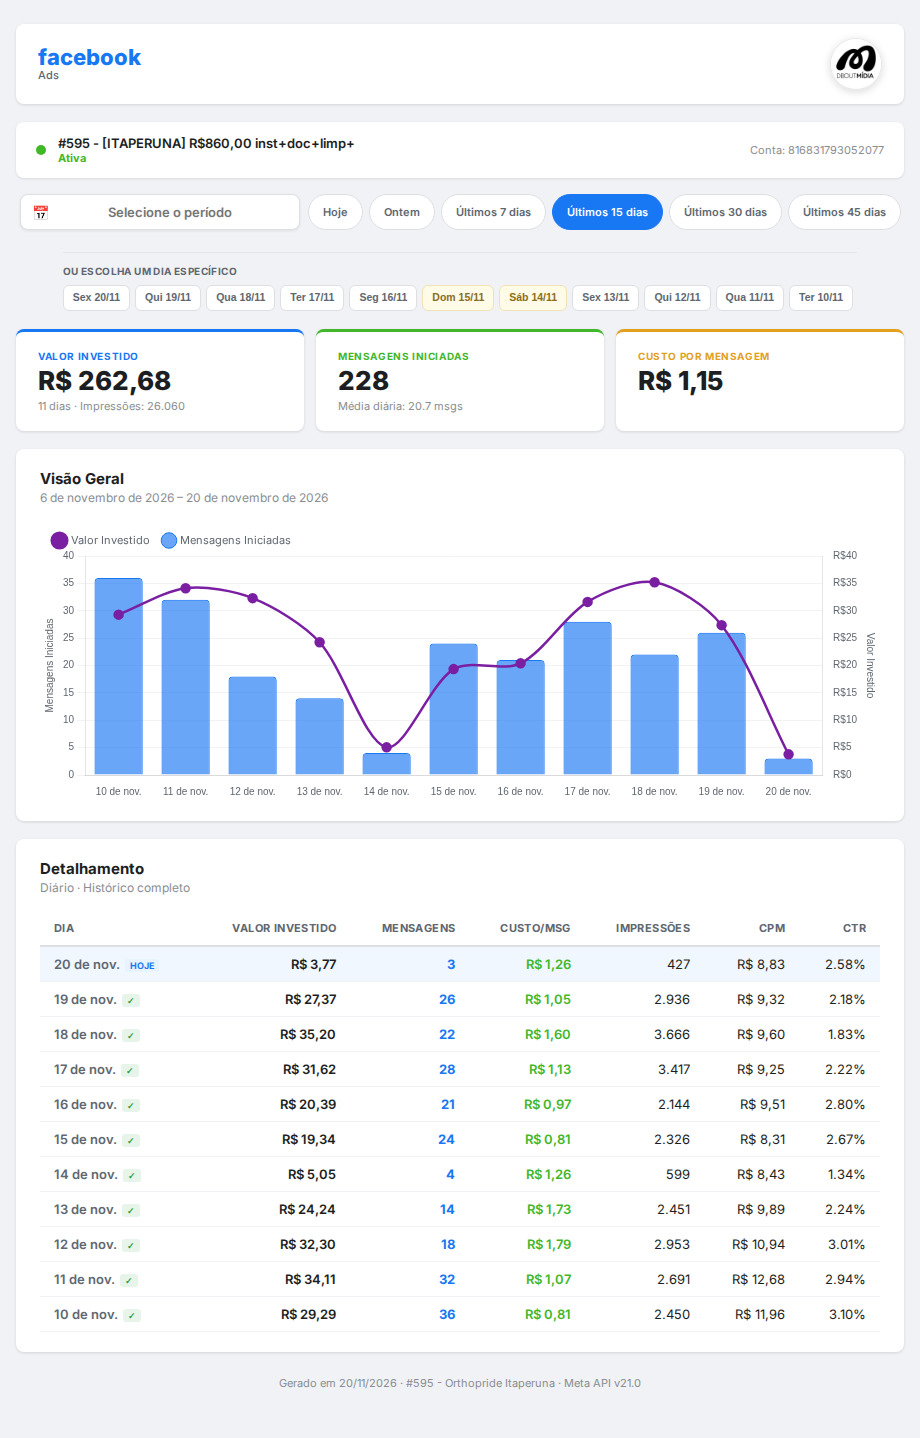 facebook
Ads
DBOUTMÍDIA
#595 - [ITAPERUNA] R$860,00 inst+doc+limp+
Ativa
Conta: 816831793052077
Selecione o período
Hoje
Ontem
Últimos 7 dias
Últimos 15 dias
Últimos 30 dias
Últimos 45 dias
OU ESCOLHA UM DIA ESPECÍFICO
Sex 20/11
Qui 19/11
Qua 18/11
Ter 17/11
Seg 16/11
Dom 15/11
Sáb 14/11
Sex 13/11
Qui 12/11
Qua 11/11
Ter 10/11
VALOR INVESTIDO
R$ 262,68
11 dias · Impressões: 26.060
MENSAGENS INICIADAS
228
Média diária: 20.7 msgs
CUSTO POR MENSAGEM
R$ 1,15
Visão Geral
6 de novembro de 2026 – 20 de novembro de 2026
Valor Investido
Mensagens Iniciadas
Mensagens Iniciadas
40
35
30
25
20
15
10
5
0
R$40
R$35
R$30
R$25
R$20
R$15
R$10
R$5
R$0
Valor Investido
10 de nov. 11 de nov. 12 de nov. 13 de nov. 14 de nov. 15 de nov. 16 de nov. 17 de nov. 18 de nov. 19 de nov. 20 de nov.
Detalhamento
Diário · Histórico completo
DIA VALOR INVESTIDO MENSAGENS CUSTO/MSG IMPRESSÕES CPM CTR
20 de nov. HOJE R$ 3,77 3 R$ 1,26 427 R$ 8,83 2.58%
19 de nov. ✓ R$ 27,37 26 R$ 1,05 2.936 R$ 9,32 2.18%
18 de nov. ✓ R$ 35,20 22 R$ 1,60 3.666 R$ 9,60 1.83%
17 de nov. ✓ R$ 31,62 28 R$ 1,13 3.417 R$ 9,25 2.22%
16 de nov. ✓ R$ 20,39 21 R$ 0,97 2.144 R$ 9,51 2.80%
15 de nov. ✓ R$ 19,34 24 R$ 0,81 2.326 R$ 8,31 2.67%
14 de nov. ✓ R$ 5,05 4 R$ 1,26 599 R$ 8,43 1.34%
13 de nov. ✓ R$ 24,24 14 R$ 1,73 2.451 R$ 9,89 2.24%
12 de nov. ✓ R$ 32,30 18 R$ 1,79 2.953 R$ 10,94 3.01%
11 de nov. ✓ R$ 34,11 32 R$ 1,07 2.691 R$ 12,68 2.94%
10 de nov. ✓ R$ 29,29 36 R$ 0,81 2.450 R$ 11,96 3.10%
Gerado em 20/11/2026 · #595 - Orthopride Itaperuna · Meta API v21.0